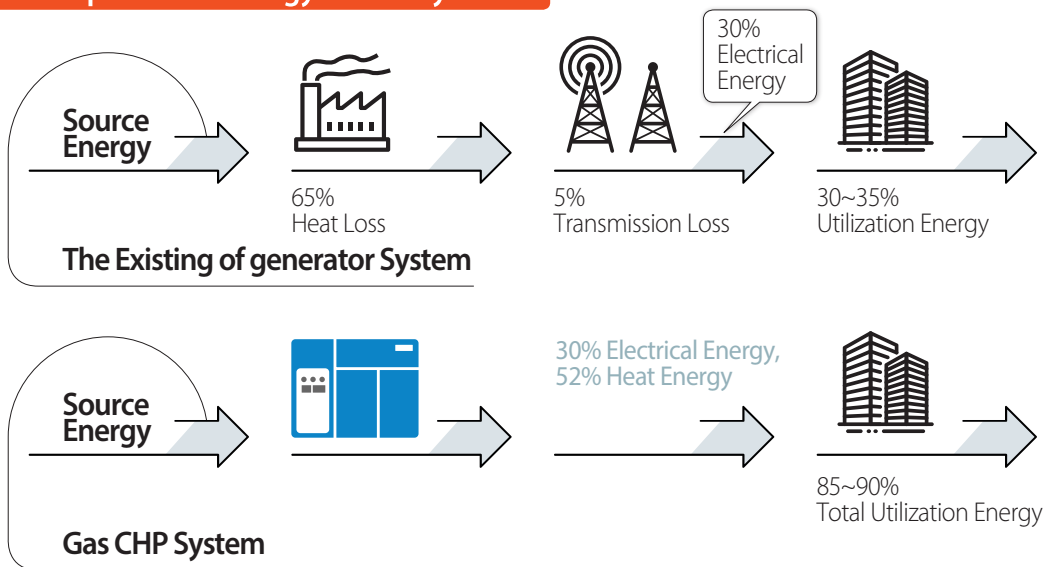 Source
Energy
65%
Heat Loss
5%
Transmission Loss
30%
Electrical
Energy
30~35%
Utilization Energy
The Existing of generator System
Source
Energy
30% Electrical Energy,
52% Heat Energy
85~90%
Total Utilization Energy
Gas CHP System